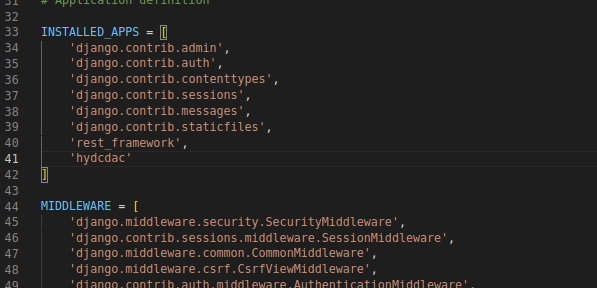 31 # Application definition
32
33 INSTALLED_APPS = [
34 'django.contrib.admin',
35 'django.contrib.auth',
36 'django.contrib.contenttypes',
37 'django.contrib.sessions',
38 'django.contrib.messages',
39 'django.contrib.staticfiles',
40 'rest_framework',
41 'hydcdac'
42 ]
43
44 MIDDLEWARE = [
45 'django.middleware.security.SecurityMiddleware',
46 'django.contrib.sessions.middleware.SessionMiddleware',
47 'django.middleware.common.CommonMiddleware',
48 'django.middleware.csrf.CsrfViewMiddleware',
49 'django.contrib.auth.middleware.AuthenticationMiddleware',